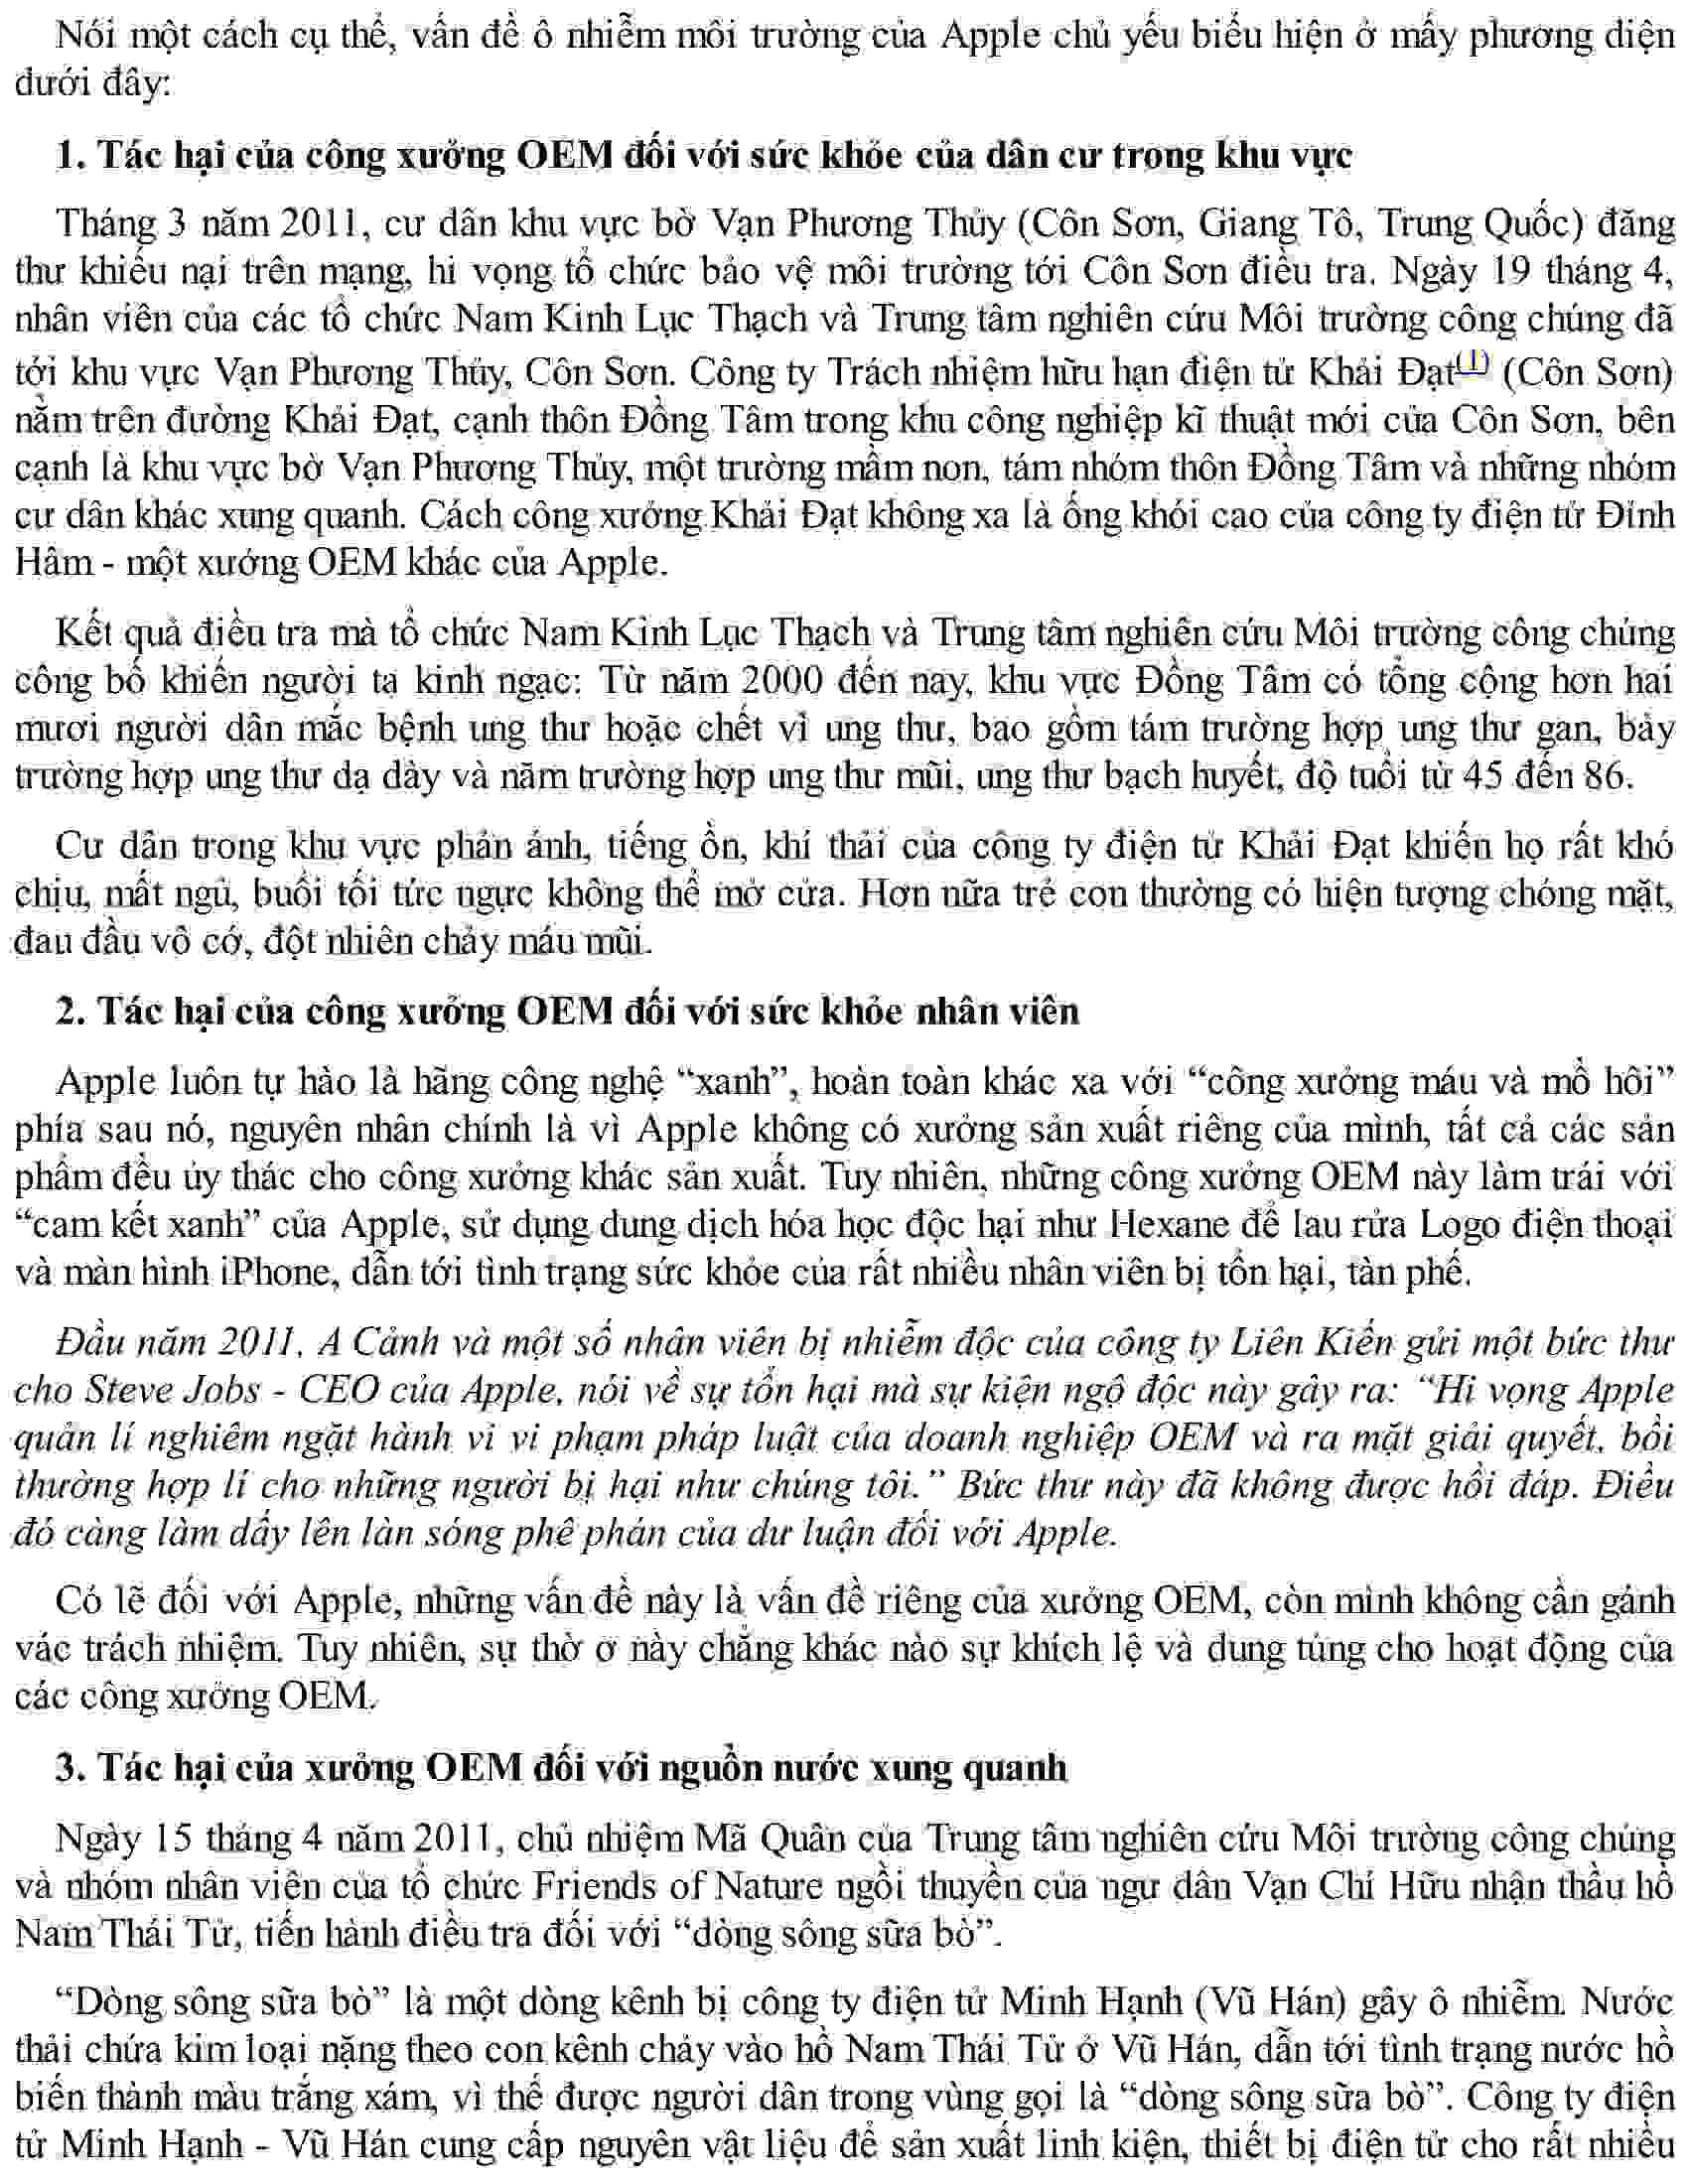 Nói một cách cụ thể, vấn đề ô nhiễm môi trường của Apple chủ yếu biểu hiện ở mấy phương diện
dưới đây:
1. Tác hại của công xưởng OEM đối với sức khỏe của dân cư trong khu vực
Tháng 3 năm 2011, cư dân khu vực bờ Vạn Phương Thủy (Côn Sơn, Giang Tô, Trung Quốc) đăng
thư khiếu nại trên mạng, hi vọng tổ chức bảo vệ môi trường tới Côn Sơn điều tra. Ngày 19 tháng 4,
nhân viên của các tổ chức Nam Kinh Lục Thạch và Trung tâm nghiên cứu Môi trường công chúng đã
tới khu vực Vạn Phương Thủy, Côn Sơn. Công ty Trách nhiệm hữu hạn điện tử Khải Đạt(1) (Côn Sơn)
nằm trên đường Khải Đạt, cạnh thôn Đồng Tâm trong khu công nghiệp kĩ thuật mới của Côn Sơn, bên
cạnh là khu vực bờ Vạn Phương Thủy, một trường mầm non, tám nhóm thôn Đồng Tâm và những nhóm
cư dân khác xung quanh. Cách công xưởng Khải Đạt không xa là ống khói cao của công ty điện tử Đỉnh
Hâm - một xưởng OEM khác của Apple.
Kết quả điều tra mà tổ chức Nam Kinh Lục Thạch và Trung tâm nghiên cứu Môi trường công chúng
công bố khiến người ta kinh ngạc: Từ năm 2000 đến nay, khu vực Đồng Tâm có tổng cộng hơn hai
mươi người dân mắc bệnh ung thư hoặc chết vì ung thư, bao gồm tám trường hợp ung thư gan, bảy
trường hợp ung thư dạ dày và năm trường hợp ung thư mũi, ung thư bạch huyết, độ tuổi từ 45 đến 86.
Cư dân trong khu vực phản ánh, tiếng ồn, khí thải của công ty điện tử Khải Đạt khiến họ rất khó
chịu, mất ngủ, buổi tối tức ngực không thể mở cửa. Hơn nữa trẻ con thường có hiện tượng chóng mặt,
đau đầu vô cớ, đột nhiên chảy máu mũi.
2. Tác hại của công xưởng OEM đối với sức khỏe nhân viên
Apple luôn tự hào là hãng công nghệ “xanh”, hoàn toàn khác xa với “công xưởng máu và mồ hôi”
phía sau nó, nguyên nhân chính là vì Apple không có xưởng sản xuất riêng của mình, tất cả các sản
phẩm đều ủy thác cho công xưởng khác sản xuất. Tuy nhiên, những công xưởng OEM này làm trái với
“cam kết xanh” của Apple, sử dụng dung dịch hóa học độc hại như Hexane để lau rửa Logo điện thoại
và màn hình iPhone, dẫn tới tình trạng sức khỏe của rất nhiều nhân viên bị tổn hại, tàn phế.
Đầu năm 2011, A Cảnh và một số nhân viên bị nhiễm độc của công ty Liên Kiến gửi một bức thư
cho Steve Jobs - CEO của Apple, nói về sự tổn hại mà sự kiện ngộ độc này gây ra: “Hi vọng Apple
quản lí nghiêm ngặt hành vi vi phạm pháp luật của doanh nghiệp OEM và ra mặt giải quyết, bồi
thường hợp lí cho những người bị hại như chúng tôi.” Bức thư này đã không được hồi đáp. Điều
đó càng làm dấy lên làn sóng phê phán của dư luận đối với Apple.
Có lẽ đối với Apple, những vấn đề này là vấn đề riêng của xưởng OEM, còn mình không cần gánh
vác trách nhiệm. Tuy nhiên, sự thờ ơ này chẳng khác nào sự khích lệ và dung túng cho hoạt động của
các công xưởng OEM.
3. Tác hại của xưởng OEM đối với nguồn nước xung quanh
Ngày 15 tháng 4 năm 2011, chủ nhiệm Mã Quân của Trung tâm nghiên cứu Môi trường công chúng
và nhóm nhân viên của tổ chức Friends of Nature ngồi thuyền của ngư dân Vạn Chí Hữu nhận thầu hồ
Nam Thái Tử, tiến hành điều tra đối với “dòng sông sữa bò”.
“Dòng sông sữa bò” là một dòng kênh bị công ty điện tử Minh Hạnh (Vũ Hán) gây ô nhiễm. Nước
thải chứa kim loại nặng theo con kênh chảy vào hồ Nam Thái Tử ở Vũ Hán, dẫn tới tình trạng nước hồ
biến thành màu trắng xám, vì thế được người dân trong vùng gọi là “dòng sông sữa bò”. Công ty điện
tử Minh Hạnh - Vũ Hán cung cấp nguyên vật liệu để sản xuất linh kiện, thiết bị điện tử cho rất nhiều